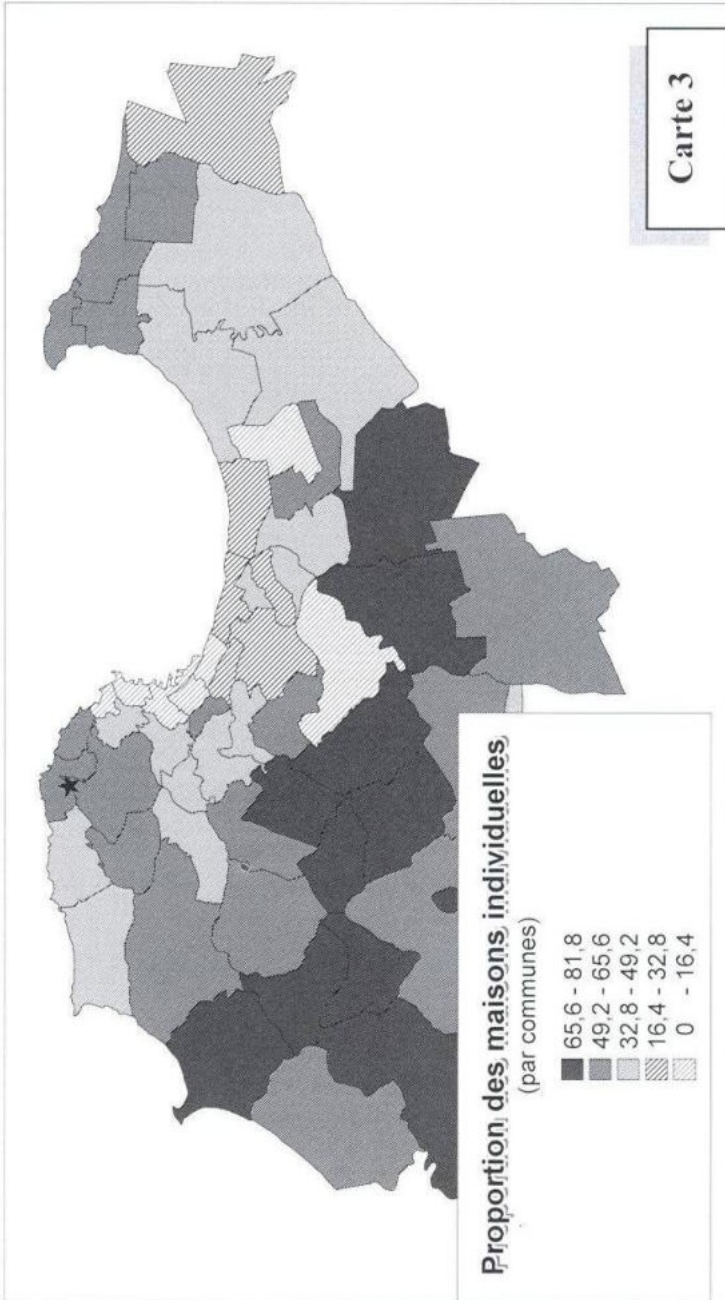 Carte 3
Proportion des maisons individuelles
(par communes)
65,6 - 81,8
49,2 - 65,6
32,8 - 49,2
16,4 - 32,8
0 - 16,4